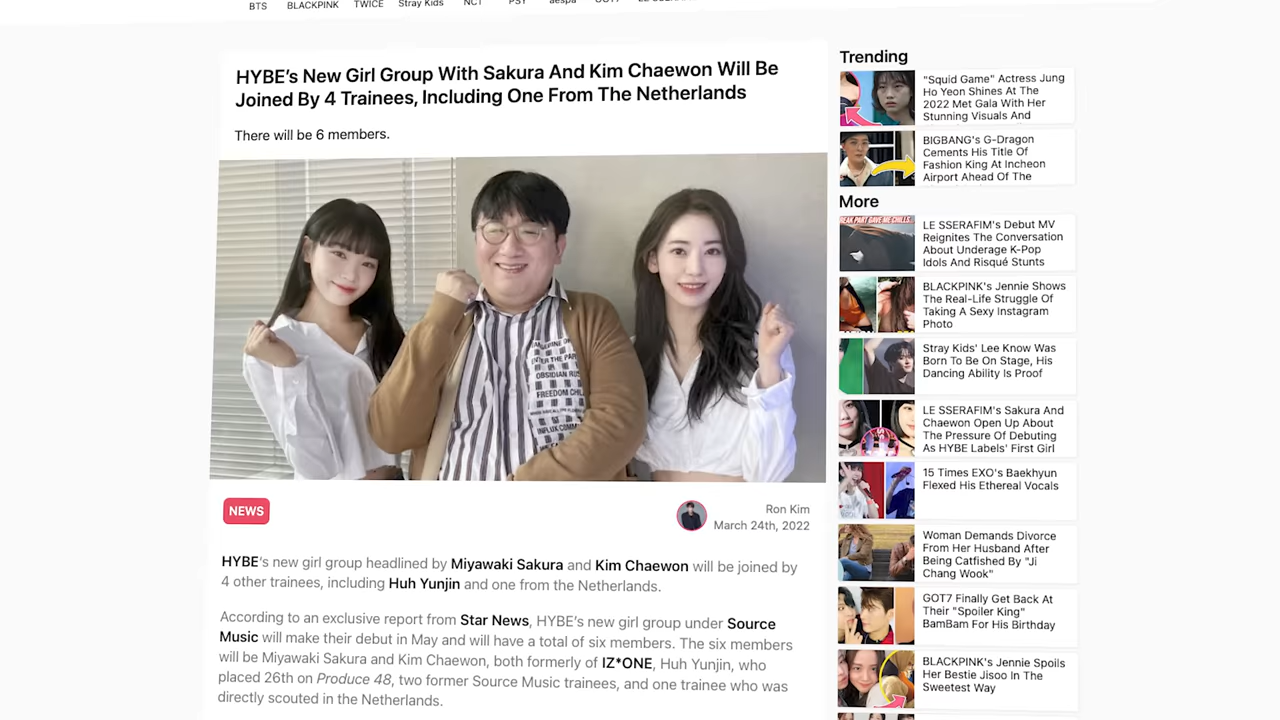 BTS BLACKPINK TWICE Stray Kids NCT PSY aespa
HYBE's New Girl Group With Sakura And Kim Chaewon Will Be
Joined By 4 Trainees, Including One From The Netherlands
There will be 6 members.
OBSIDIAN
FREEDOM
NEWS
Ron Kim
March 24th, 2022
HYBE's new girl group headlined by Miyawaki Sakura and Kim Chaewon will be joined by
4 other trainees, including Huh Yunjin and one from the Netherlands.
According to an exclusive report from Star News, HYBE's new girl group under Source
Music will make their debut in May and will have a total of six members. The six members
will be Miyawaki Sakura and Kim Chaewon, both formerly of IZ*ONE, Huh Yunjin, who
placed 26th on Produce 48, two former Source Music trainees, and one trainee who was
directly scouted in the Netherlands.
Trending
"Squid Game" Actress Jung
Ho Yeon Shines At The
2022 Met Gala With Her
Stunning Visuals And
BIGBANG's G-Dragon
Cements His Title Of
Fashion King At Incheon
Airport Ahead Of The
More
LE SSERAFIM's Debut MV
Reignites The Conversation
About Underage K-Pop
Idols And Risqué Stunts
BLACKPINK's Jennie Shows
The Real-Life Struggle Of
Taking A Sexy Instagram
Photo
Stray Kids' Lee Know Was
Born To Be On Stage, His
Dancing Ability Is Proof
LE SSERAFIM's Sakura And
Chaewon Open Up About
The Pressure Of Debuting
As HYBE Labels' First Girl
15 Times EXO's Baekhyun
Flexed His Ethereal Vocals
Woman Demands Divorce
From Her Husband After
Being Catfished By "Ji
Chang Wook"
GOT7 Finally Get Back At
Their "Spoiler King"
BamBam For His Birthday
BLACKPINK's Jennie Spoils
Her Bestie Jisoo In The
Sweetest Way